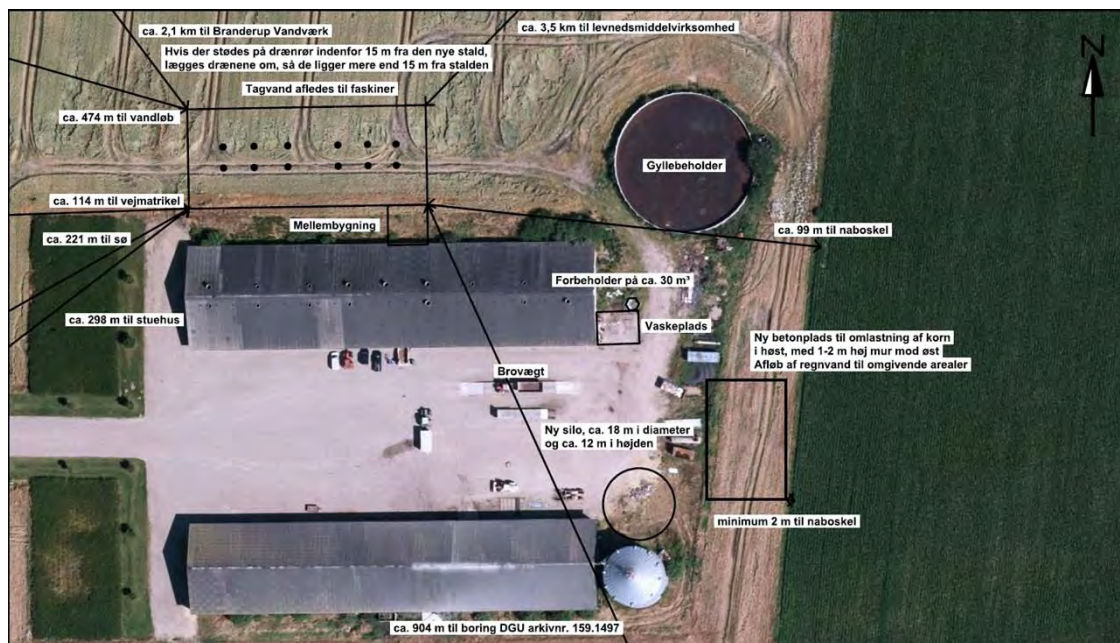 ca. 2,1 km til Branderup Vandværk
ca. 3,5 km til levnedsmiddelvirksomhed
Hvis der stødes på drænrør indenfor 15 m fra den nye stald,
lægges drænene om, så de ligger mere end 15 m fra stalden
Tagvand afledes til faskiner
N
ca. 474 m til vandløb
Gyllebeholder
ca. 114 m til vejmatrikel
Mellembygning
ca. 99 m til naboskel
ca. 221 m til sø
Forbeholder på ca. 30 m³
ca. 298 m til stuehus
Vaskeplads
Ny betonplads til omlastning af korn
i høst, med 1-2 m høj mur mod øst
Afløb af regnvand til omgivende arealer
Brovægt
Ny silo, ca. 18 m i diameter
og ca. 12 m i højden
minimum 2 m til naboskel
ca. 904 m til boring DGU arkivnr. 159.1497